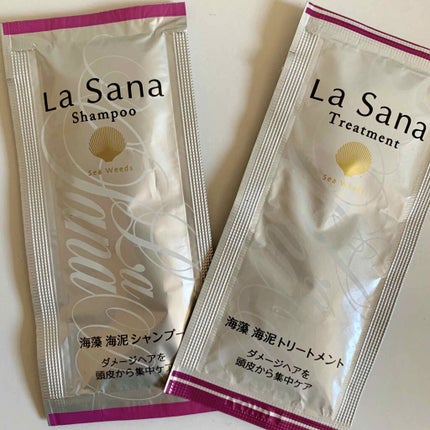 La Sana
Shampoo
Sea Weeds
海藻 海泥シャンプー
ダメージヘアを
頭皮から集中ケア
La Sana
Treatment
Sea Weeds
海藻 海泥トリートメント
ダメージヘアを
頭皮から集中ケア